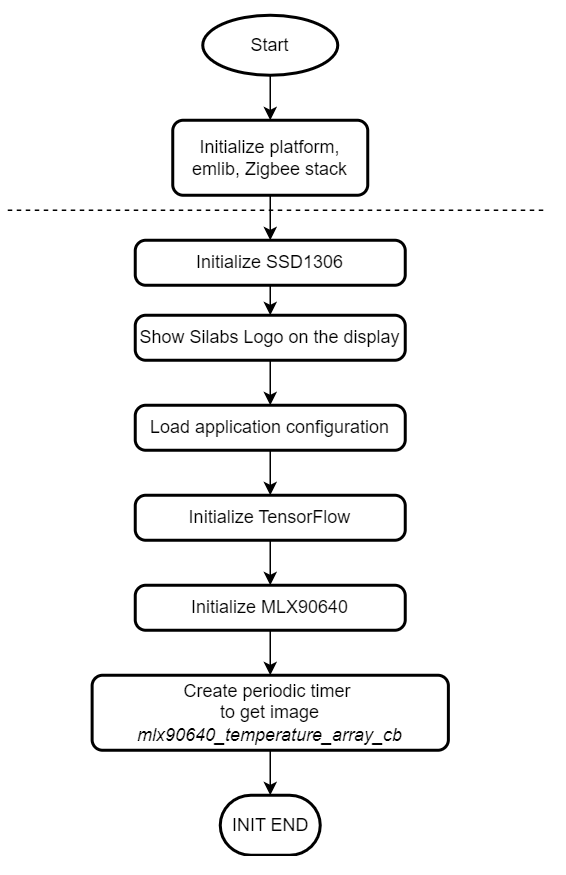 Start
Initialize platform,
emlib, Zigbee stack
Initialize SSD1306
Show Silabs Logo on the display
Load application configuration
Initialize TensorFlow
Initialize MLX90640
Create periodic timer
to get image
mlx90640_temperature_array_cb
INIT END